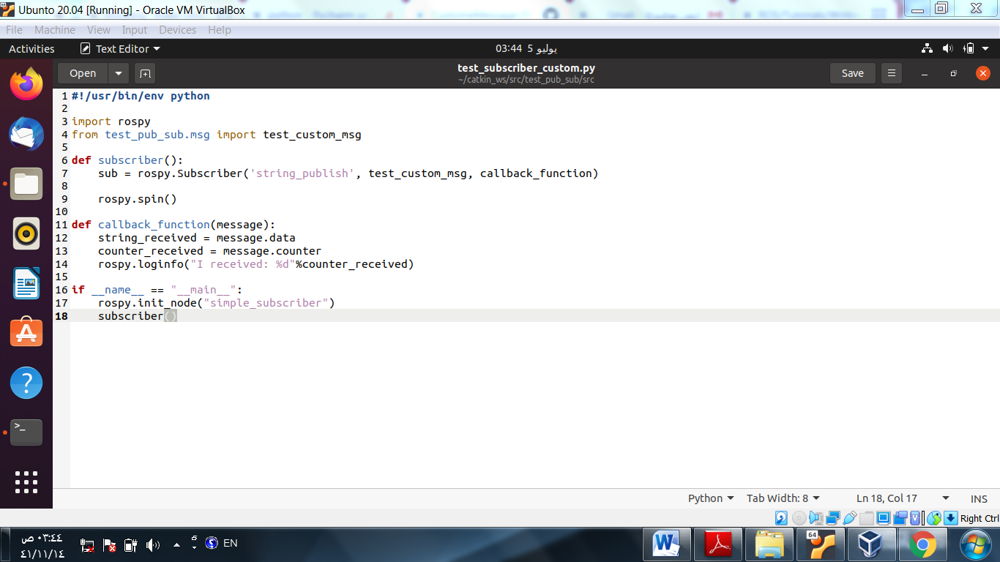 Ubunto 20.04 [Running] - Oracle VM VirtualBox
File Machine View Input Devices Help
Activities Text Editor 03:44 5 يوليو
Open test_subscriber_custom.py Save
~/catkin_ws/src/test_pub_sub/src
1 #!/usr/bin/env python
2
3 import rospy
4 from test_pub_sub.msg import test_custom_msg
5
6 def subscriber():
7     sub = rospy.Subscriber('string_publish', test_custom_msg, callback_function)
8
9     rospy.spin()
10
11 def callback_function(message):
12     string_received = message.data
13     counter_received = message.counter
14     rospy.loginfo("I received: %d"%counter_received)
15
16 if __name__ == "__main__":
17     rospy.init_node("simple_subscriber")
18     subscriber()
Python Tab Width: 8 Ln 18, Col 17 INS
Right Ctrl
٠٣:٤٤ ص
٤١/١١/١٤
EN
64